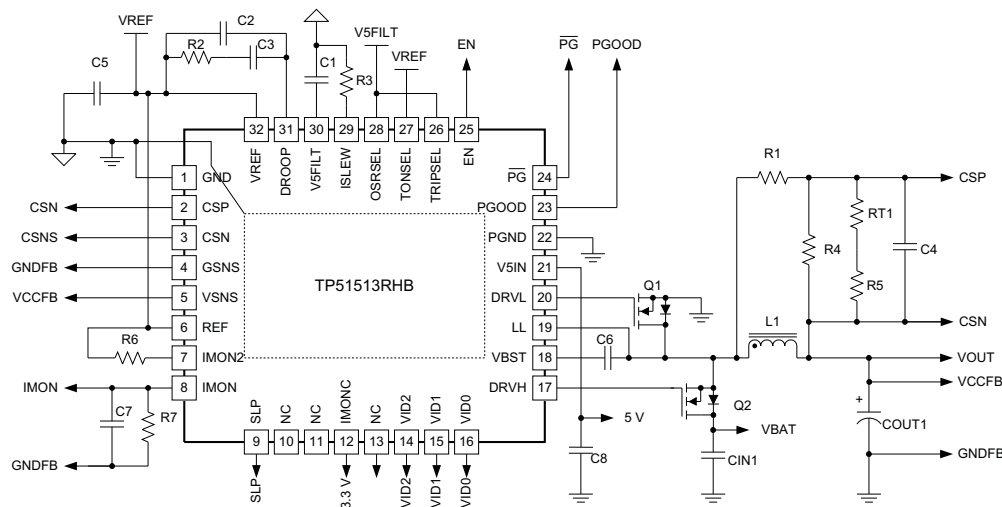 VREF
C2
R2
C3
C5
V5FILT
VREF
C1
R3
EN
PG
PGOOD
32
31
30
29
28
27
26
25
VREF
DROOP
V5FILT
ISLEW
OSRSEL
TONSEL
TRIPSEL
EN
1 GND
CSN 2 CSP
CSNS 3 CSN
GNDFB 4 GSNS
VCCFB 5 VSNS
6 REF
R6
7 IMON2
IMON 8 IMON
C7
R7
GNDFB
TP51513RHB
PG 24
PGOOD 23
PGND 22
V5IN 21
DRVL 20
LL 19
VBST 18
DRVH 17
SLP
NC
NC
IMONC
NC
VID2
VID1
VID0
9
10
11
12
13
14
15
16
SLP
3.3 V
VID2
VID1
VID0
Q1
C6
Q2
5 V
C8
VBAT
CIN1
R1
CSP
RT1
R4
C4
R5
CSN
L1
VOUT
VCCFB
+
COUT1
GNDFB